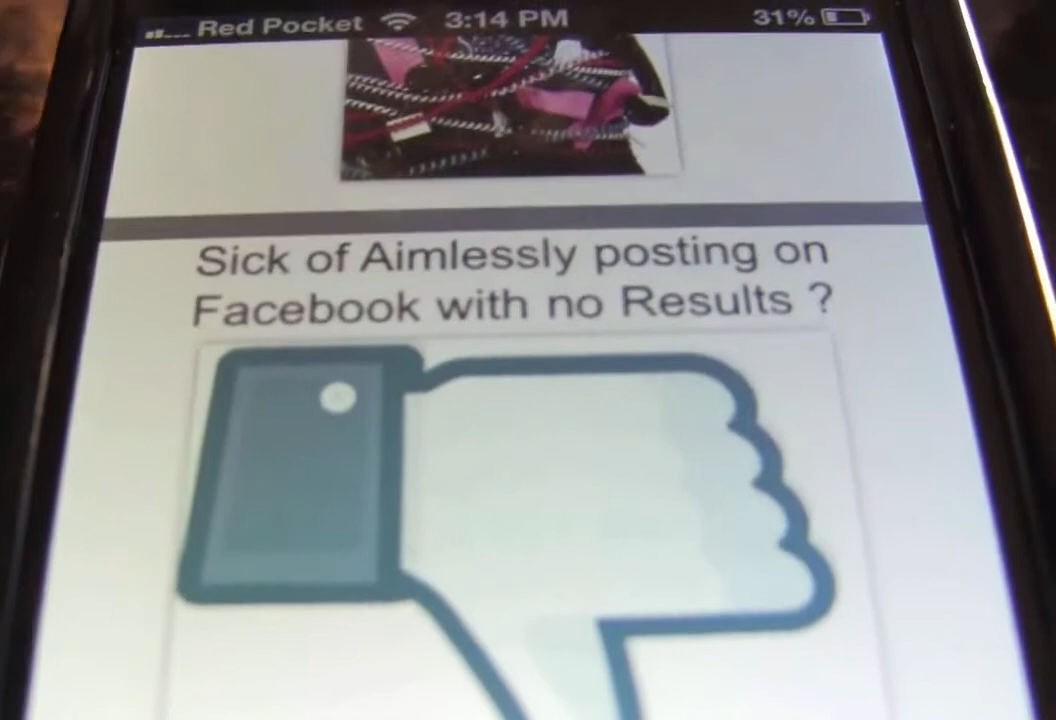 Red Pocket 3:14 PM 31%
Sick of Aimlessly posting on
Facebook with no Results ?